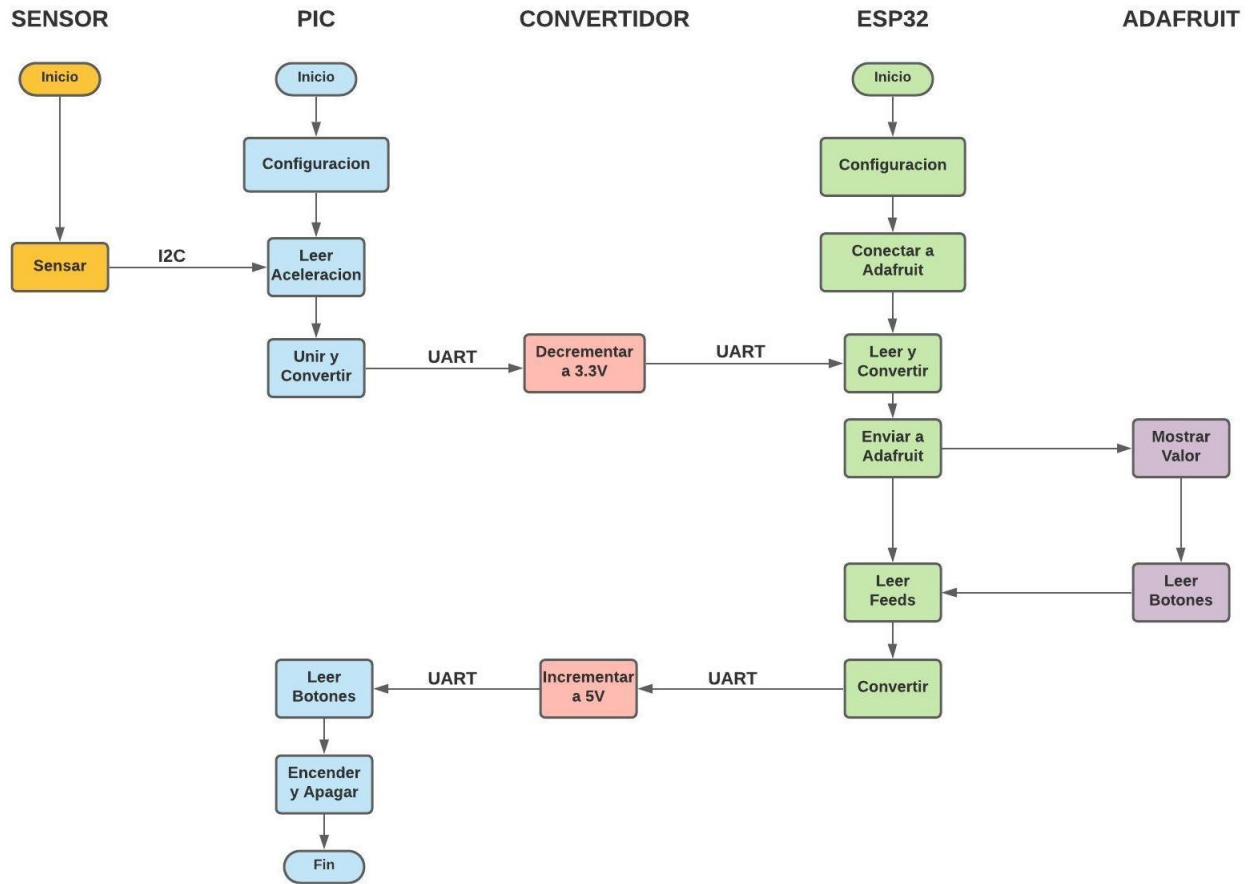 SENSOR
PIC
CONVERTIDOR
ESP32
ADAFRUIT
Inicio
Inicio
Inicio
Configuracion
Configuracion
Sensar
I2C
Leer
Aceleracion
Conectar a
Adafruit
Unir y
Convertir
UART
Decrementar
a 3.3V
UART
Leer y
Convertir
Enviar a
Adafruit
Mostrar
Valor
Leer
Feeds
Leer
Botones
Leer
Botones
UART
Incrementar
a 5V
UART
Convertir
Encender
y Apagar
Fin